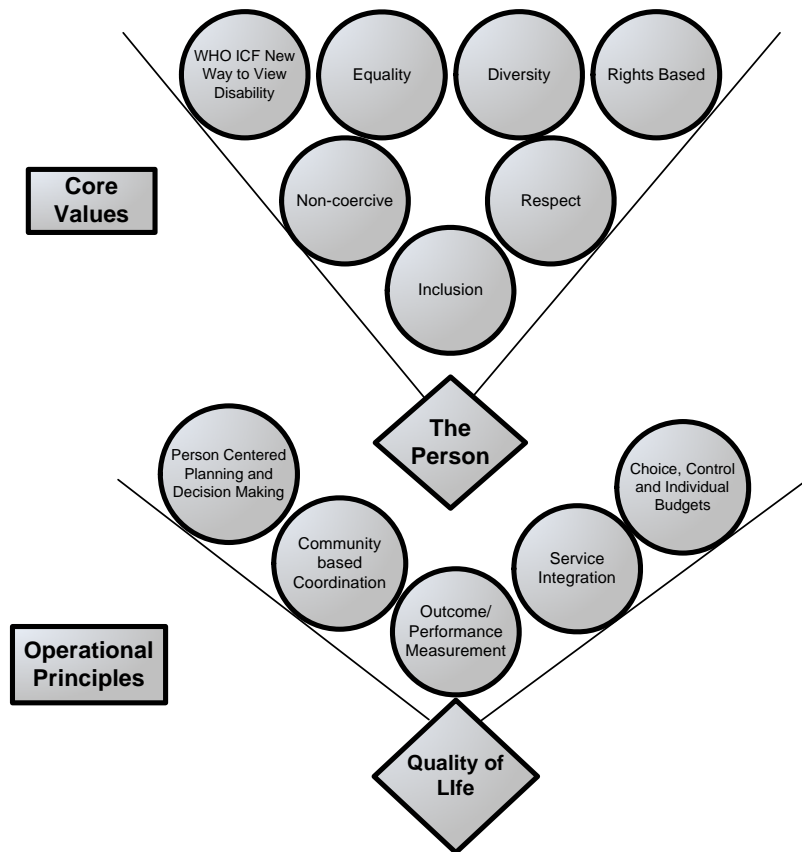 WHO ICF New
Way to View
Disability
Equality
Diversity
Rights Based
Core
Values
Non-coercive
Respect
Inclusion
The
Person
Person Centered
Planning and
Decision Making
Choice, Control
and Individual
Budgets
Community
based
Coordination
Service
Integration
Outcome/
Performance
Measurement
Operational
Principles
Quality of
LIfe